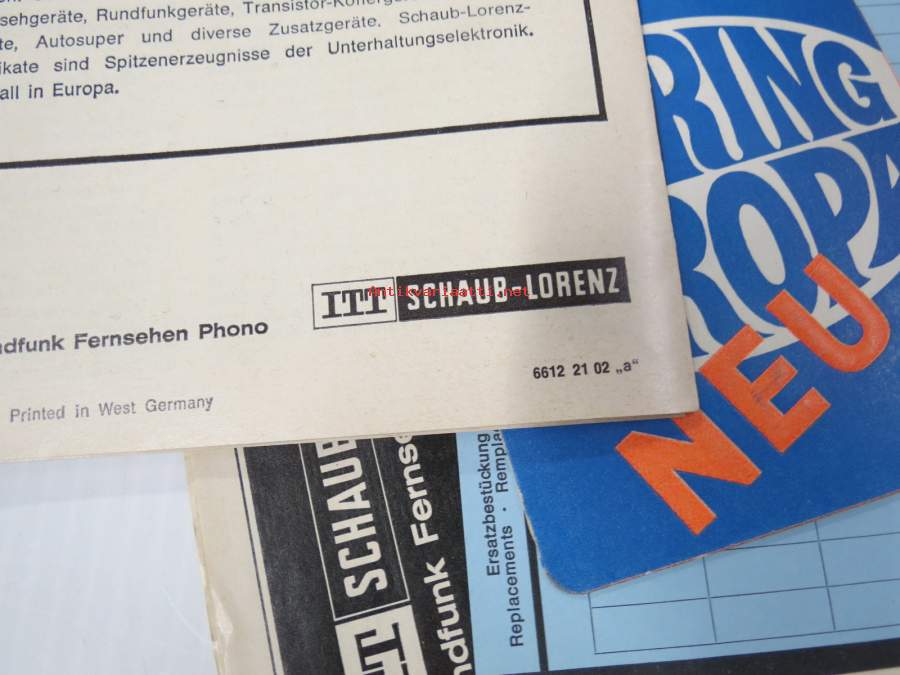 sehgeräte, Rundfunkgeräte,
te, Autosuper und diverse Zusatzgeräte. Schaub-Lorenz-
ikate sind Spitzenerzeugnisse der Unterhaltungselektronik.
all in Europa.
ITT SCHAUB-LORENZ
antikvariaatti.net
ndfunk Fernsehen Phono
6612 21 02 „a“
Printed in West Germany
RING
ROPA
NEU
ITT SCHAUB
ndfunk Fernse
Ersatzbestückung
Replacements · Rempla